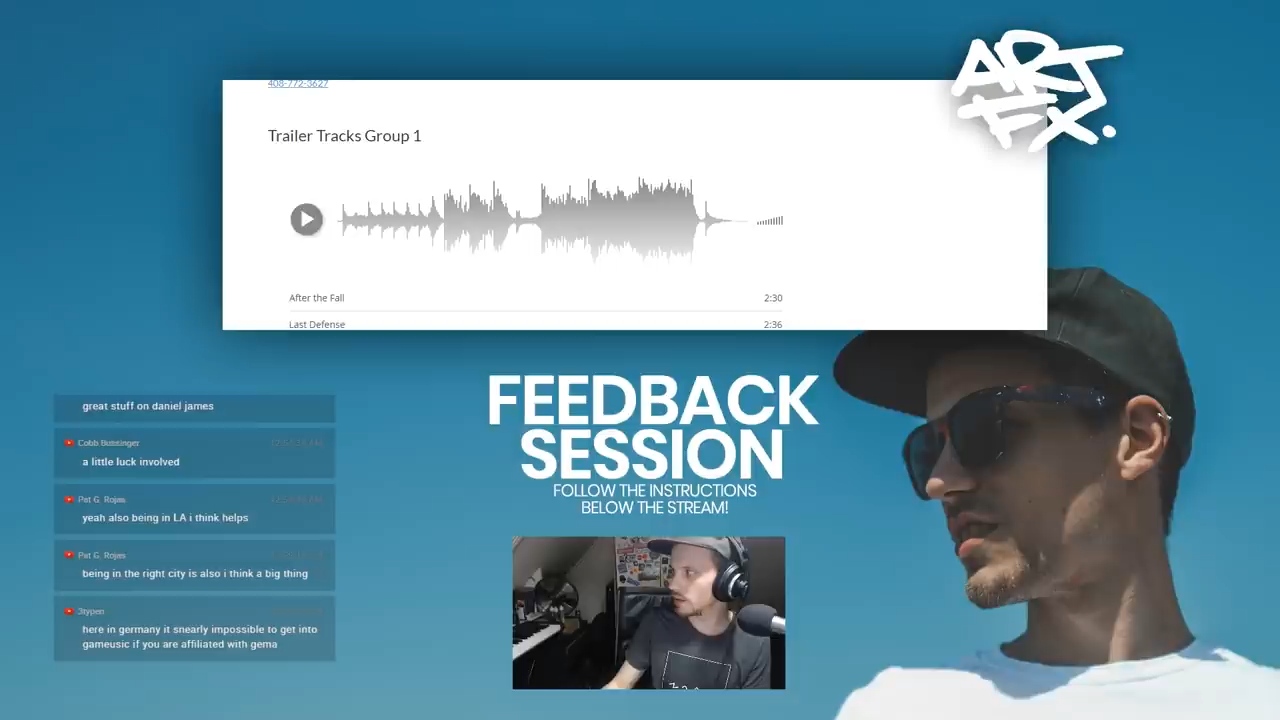 408-772-3627
ART
FX.
Trailer Tracks Group 1
After the Fall 2:30
Last Defense 2:36
great stuff on daniel james
a little luck involved
Pat G. Rojas
yeah also being in LA i think helps
Pat G. Rojas
being in the right city is also i think a big thing
3typen
here in germany it snearly impossible to get into
gameusic if you are affiliated with gema
FEEDBACK
SESSION
FOLLOW THE INSTRUCTIONS
BELOW THE STREAM!